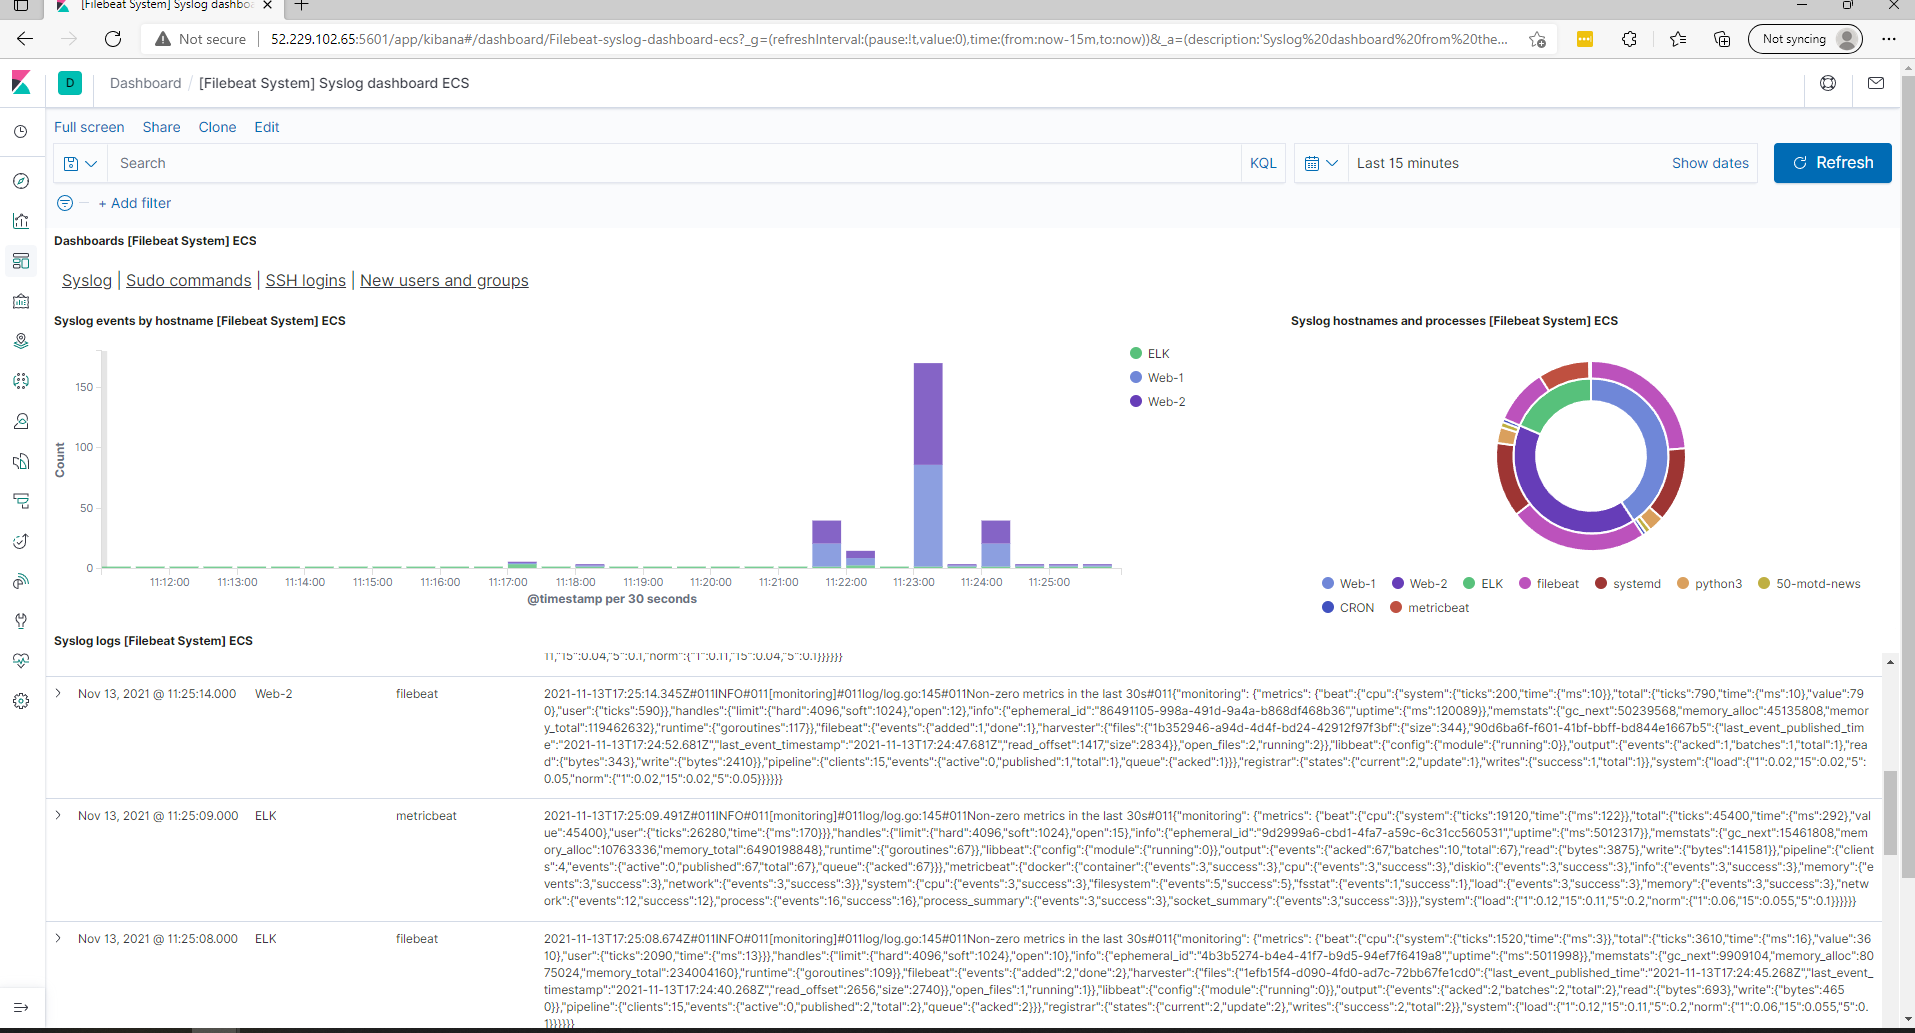 [Filebeat System] Syslog dashboa
Not secure
52.229.102.65:5601/app/kibana#/dashboard/Filebeat-syslog-dashboard-ecs?_g=(refreshInterval:(pause:!t,value:0),time:(from:now-15m,to:now))&_a=(description:'Syslog%20dashboard%20from%20the...
Not syncing
D
Dashboard / [Filebeat System] Syslog dashboard ECS
Full screen Share Clone Edit
Search
KQL
Last 15 minutes
Show dates
Refresh
+ Add filter
Dashboards [Filebeat System] ECS
Syslog | Sudo commands | SSH logins | New users and groups
Syslog events by hostname [Filebeat System] ECS
150
100
50
0
Count
11:12:00 11:13:00 11:14:00 11:15:00 11:16:00 11:17:00 11:18:00 11:19:00 11:20:00 11:21:00 11:22:00 11:23:00 11:24:00 11:25:00
@timestamp per 30 seconds
ELK
Web-1
Web-2
Syslog hostnames and processes [Filebeat System] ECS
Web-1 Web-2 ELK filebeat systemd python3 50-motd-news
CRON metricbeat
Syslog logs [Filebeat System] ECS
11,"15":0.04,"5":0.1,"norm":{"1":0.11,"15":0.04,"5":0.1}}}}}}
Nov 13, 2021 @ 11:25:14.000 Web-2 filebeat 2021-11-13T17:25:14.345Z#011INFO#011[monitoring]#011log/log.go:145#011Non-zero metrics in the last 30s#011{"monitoring": {"metrics": {"beat":{"cpu":{"system":{"ticks":200,"time":{"ms":10}},"total":{"ticks":790,"time":{"ms":10},"value":79
0},"user":{"ticks":590}},"handles":{"limit":{"hard":4096,"soft":1024},"open":12},"info":{"ephemeral_id":"86491105-998a-491d-9a4a-b868df468b36","uptime":{"ms":120089}},"memstats":{"gc_next":50239568,"memory_alloc":45135808,"memor
y_total":119462632},"runtime":{"goroutines":117}},"filebeat":{"events":{"added":1,"done":1},"harvester":{"files":{"1b352946-a94d-4d4f-bd24-42912f97f3bf":{"size":344},"90d6ba6f-f601-41bf-bbff-bd844e1667b5":{"last_event_published_tim
e":"2021-11-13T17:24:52.681Z","last_event_timestamp":"2021-11-13T17:24:47.681Z","read_offset":1417,"size":2834}},"open_files":2,"running":2}},"libbeat":{"config":{"module":{"running":0}},"output":{"events":{"acked":1,"batches":1,"total":1},"rea
d":{"bytes":343},"write":{"bytes":2410}},"pipeline":{"clients":15,"events":{"active":0,"published":1,"total":1},"queue":{"acked":1}}},"registrar":{"states":{"current":2,"update":1},"writes":{"success":1,"total":1}},"system":{"load":{"1":0.02,"15":0.02,"5":
0.05,"norm":{"1":0.02,"15":0.02,"5":0.05}}}}}}
Nov 13, 2021 @ 11:25:09.000 ELK metricbeat 2021-11-13T17:25:09.491Z#011INFO#011[monitoring]#011log/log.go:145#011Non-zero metrics in the last 30s#011{"monitoring": {"metrics": {"beat":{"cpu":{"system":{"ticks":19120,"time":{"ms":122}},"total":{"ticks":45400,"time":{"ms":292},"val
ue":45400},"user":{"ticks":26280,"time":{"ms":170}}},"handles":{"limit":{"hard":4096,"soft":1024},"open":15},"info":{"ephemeral_id":"9d2999a6-cbd1-4fa7-a59c-6c31cc560531","uptime":{"ms":5012317}},"memstats":{"gc_next":15461808,"mem
ory_alloc":10763336,"memory_total":6490198848},"runtime":{"goroutines":67}},"libbeat":{"config":{"module":{"running":0}},"output":{"events":{"acked":67,"batches":10,"total":67},"read":{"bytes":3875},"write":{"bytes":141581}},"pipeline":{"client
s":4,"events":{"active":0,"published":67,"total":67},"queue":{"acked":67}}},"metricbeat":{"docker":{"container":{"events":3,"success":3},"cpu":{"events":3,"success":3},"diskio":{"events":3,"success":3},"info":{"events":3,"success":3},"memory":{"e
vents":3,"success":3},"network":{"events":3,"success":3}},"system":{"cpu":{"events":3,"success":3},"filesystem":{"events":5,"success":5},"fsstat":{"events":1,"success":1},"load":{"events":3,"success":3},"memory":{"events":3,"success":3},"netw
ork":{"events":12,"success":12},"process":{"events":16,"success":16},"process_summary":{"events":3,"success":3},"socket_summary":{"events":3,"success":3}}},"system":{"load":{"1":0.12,"15":0.11,"5":0.2,"norm":{"1":0.06,"15":0.055,"5":0.1}}}}}}
Nov 13, 2021 @ 11:25:08.000 ELK filebeat 2021-11-13T17:25:08.674Z#011INFO#011[monitoring]#011log/log.go:145#011Non-zero metrics in the last 30s#011{"monitoring": {"metrics": {"beat":{"cpu":{"system":{"ticks":1520,"time":{"ms":3}},"total":{"ticks":3610,"time":{"ms":16},"value":36
10},"user":{"ticks":2090,"time":{"ms":13}}},"handles":{"limit":{"hard":4096,"soft":1024},"open":10},"info":{"ephemeral_id":"4b3b5274-b4e4-41f7-b9d5-94ef7f6419a8","uptime":{"ms":5011998}},"memstats":{"gc_next":9909104,"memory_alloc":80
75024,"memory_total":234004160},"runtime":{"goroutines":109}},"filebeat":{"events":{"added":2,"done":2},"harvester":{"files":{"1efb15f4-d090-4fd0-ad7c-72bb67fe1cd0":{"last_event_published_time":"2021-11-13T17:24:45.268Z","last_event_
timestamp":"2021-11-13T17:24:40.268Z","read_offset":2656,"size":2740}},"open_files":1,"running":1}},"libbeat":{"config":{"module":{"running":0}},"output":{"events":{"acked":2,"batches":2,"total":2},"read":{"bytes":693},"write":{"bytes":465
0}},"pipeline":{"clients":15,"events":{"active":0,"published":2,"total":2},"queue":{"acked":2}}},"registrar":{"states":{"current":2,"update":2},"writes":{"success":2,"total":2}},"system":{"load":{"1":0.12,"15":0.11,"5":0.2,"norm":{"1":0.06,"15":0.055,"5":0.
1}}}}}}